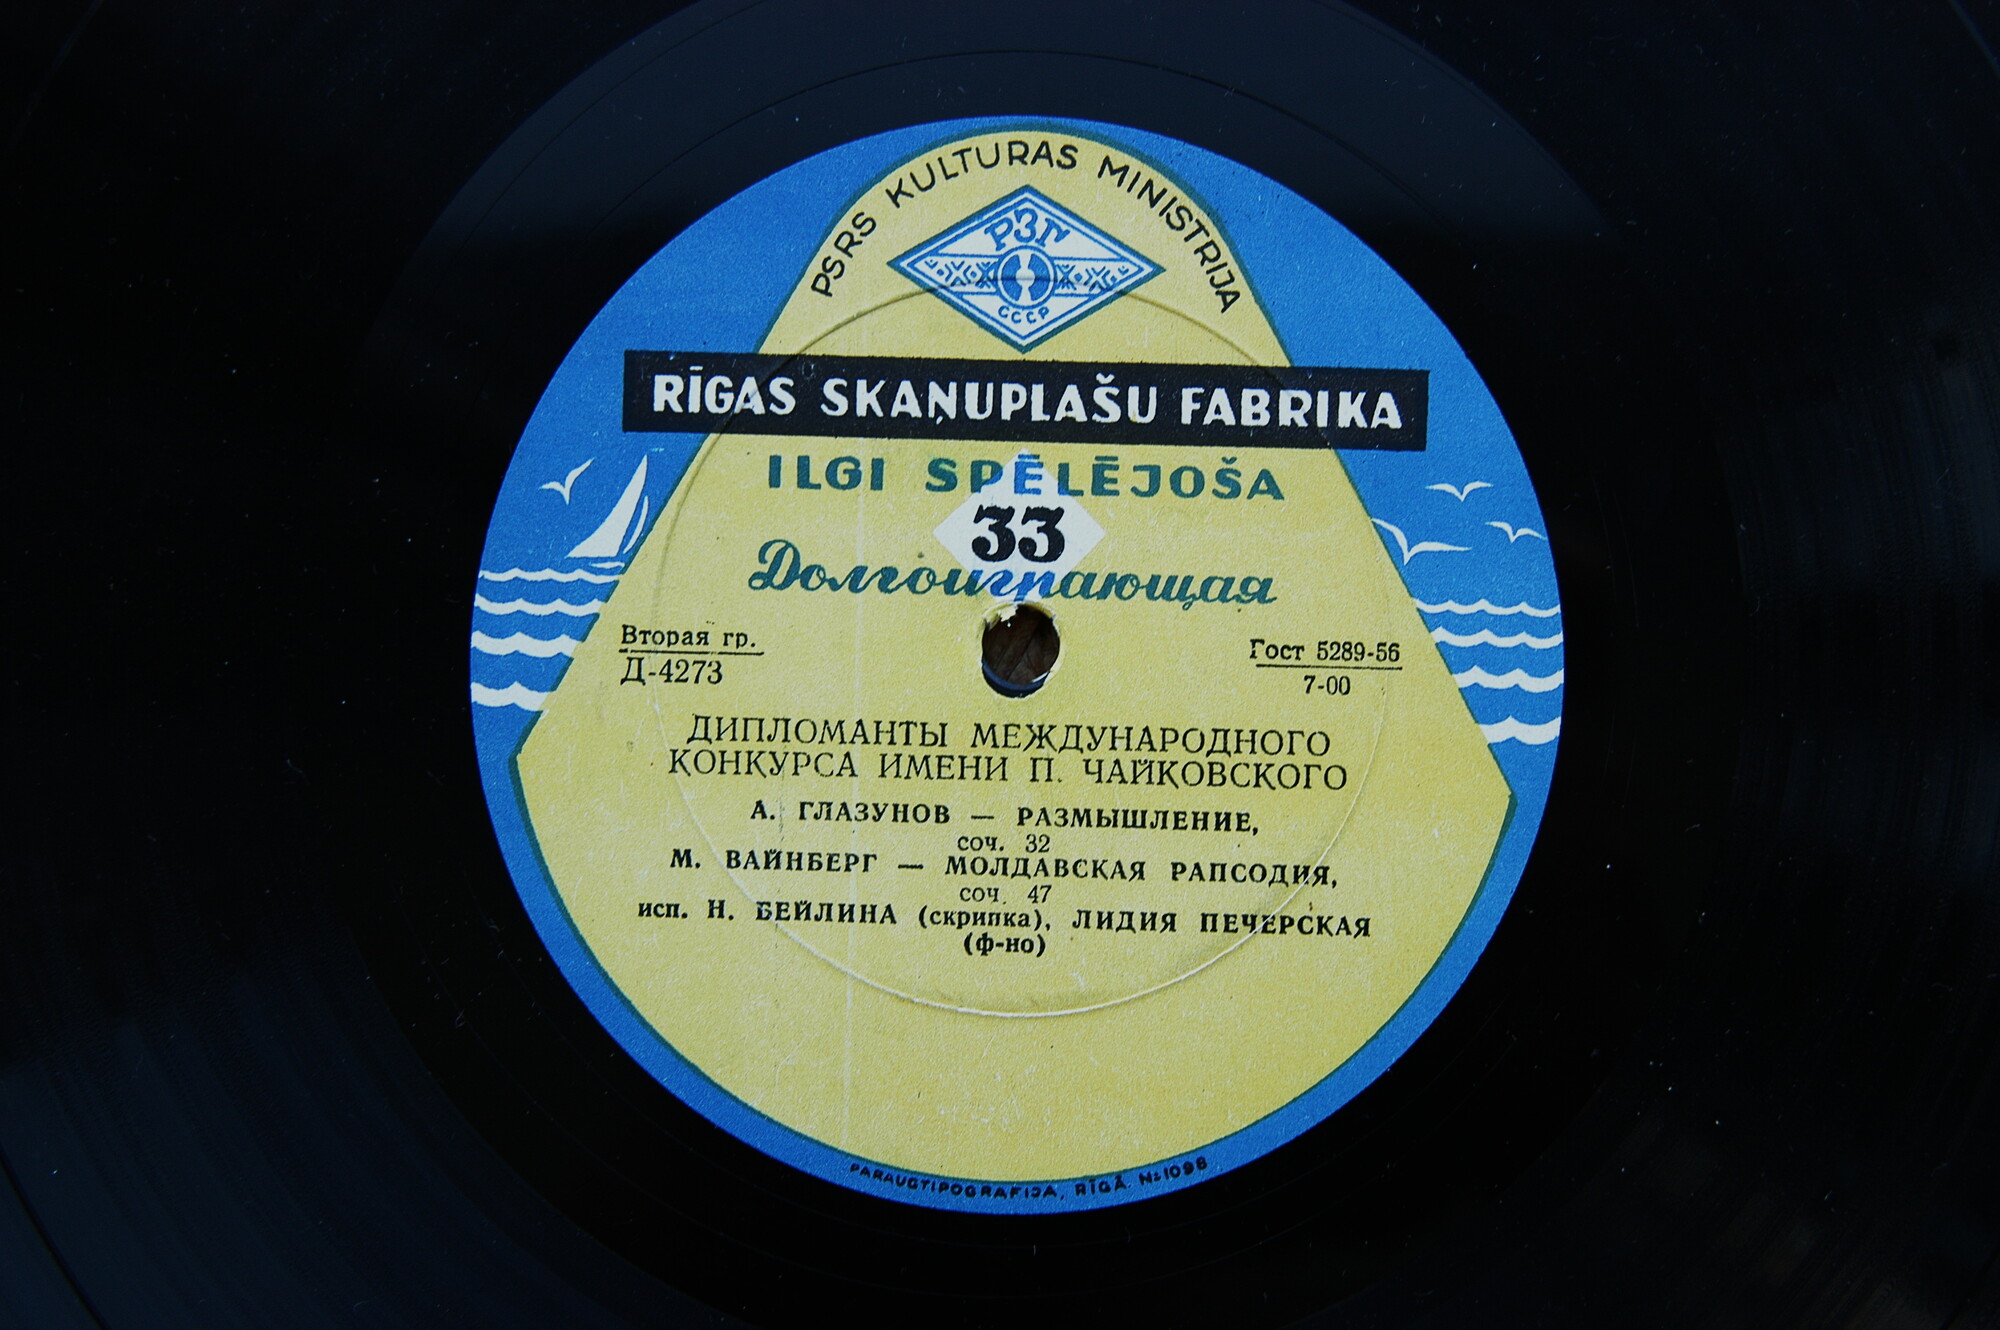 PSRS KULTURAS MINISTRIJA
РЗГ
СССР
RĪGAS SKAŅUPLAŠU FABRIKA
ILGI SPĒLĒJOŠA
33
Долгоиграющая
Вторая гр.
Д-4273
Гост 5289-56
7-00
ДИПЛОМАНТЫ МЕЖДУНАРОДНОГО
КОНКУРСА ИМЕНИ П. ЧАЙКОВСКОГО
А. ГЛАЗУНОВ — РАЗМЫШЛЕНИЕ,
соч. 32
М. ВАЙНБЕРГ — МОЛДАВСКАЯ РАПСОДИЯ,
соч. 47
исп. Н. БЕЙЛИНА (скрипка), ЛИДИЯ ПЕЧЕРСКАЯ
(ф-но)
PARAUGTIPOGRAFIJA, RĪGĀ. № 1098